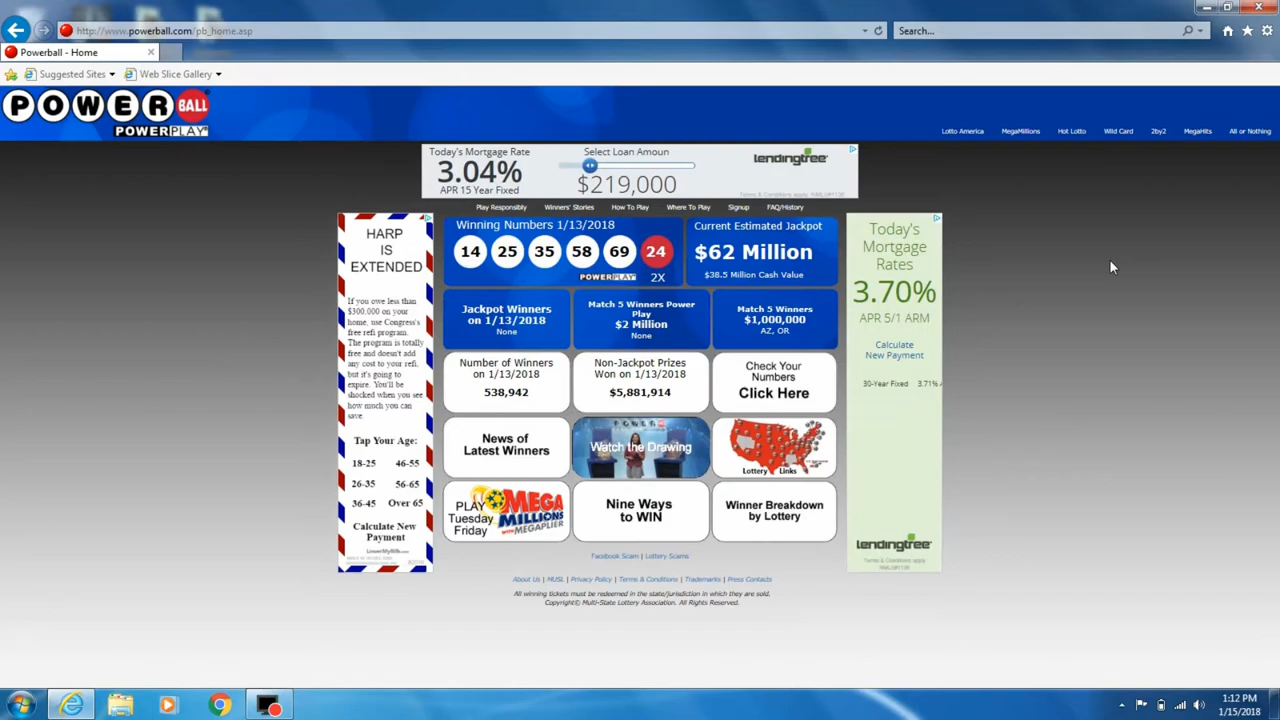 http://www.powerball.com/pb_home.asp
Search...
Powerball - Home
Suggested Sites
Web Slice Gallery
POWER BALL
POWERPLAY
Lotto America
MegaMillions
Hot Lotto
Wild Card
2by2
MegaHits
All or Nothing
Today's Mortgage Rate
3.04%
APR 15 Year Fixed
Select Loan Amoun
$219,000
lendingtree
Play Responsibly
Winners' Stories
How To Play
Where To Play
Signup
FAQ/History
HARP
IS
EXTENDED
If you owe less than
$300,000 on your
home, use Congress's
free refi program.
The program is totally
free and doesn't add
any cost to your refi,
but it's going to
expire. You'll be
shocked when you see
how much you can
save.
Tap Your Age:
18-25 46-55
26-35 56-65
36-45 Over 65
Calculate New
Payment
LowerMyBills.com
Winning Numbers 1/13/2018
14 25 35 58 69 24
POWERPLAY 2X
Current Estimated Jackpot
$62 Million
$38.5 Million Cash Value
Jackpot Winners
on 1/13/2018
None
Match 5 Winners Power
Play
$2 Million
None
Match 5 Winners
$1,000,000
AZ, OR
Number of Winners
on 1/13/2018
538,942
Non-Jackpot Prizes
Won on 1/13/2018
$5,881,914
Check Your
Numbers
Click Here
News of
Latest Winners
POWER
Watch the Drawing
Lottery Links
PLAY
Tuesday
Friday
MEGA
MILLIONS
WITH MEGAPLIER
Nine Ways
to WIN
Winner Breakdown
by Lottery
Today's
Mortgage
Rates
3.70%
APR 5/1 ARM
Calculate
New Payment
30-Year Fixed 3.71%
lendingtree
Facebook Scam | Lottery Scams
About Us | MUSL | Privacy Policy | Terms & Conditions | Trademarks | Press Contacts
All winning tickets must be redeemed in the state/jurisdiction in which they are sold.
Copyright© Multi-State Lottery Association. All Rights Reserved.
1:12 PM
1/15/2018